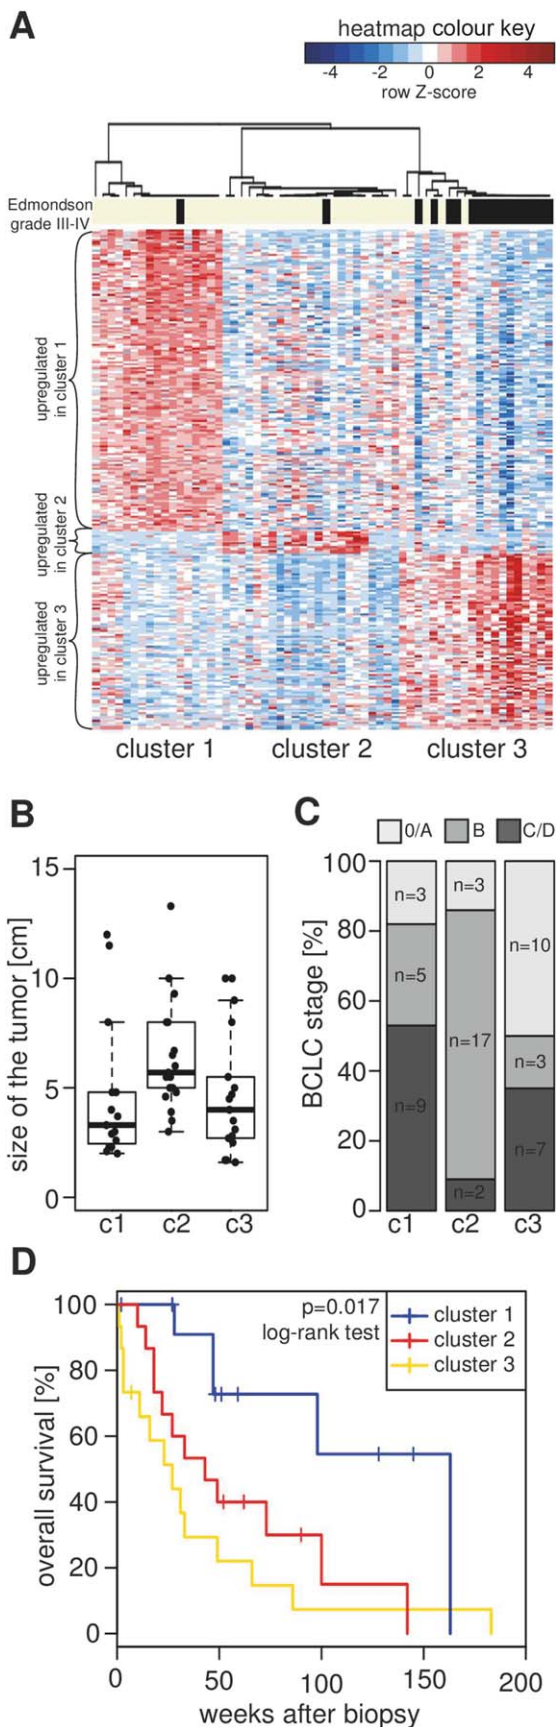 A
heatmap colour key
-4 -2 0 2 4
row Z-score
Edmondson
grade III-IV
upregulated
in cluster 1
upregulated
in cluster 2
upregulated
in cluster 3
cluster 1 cluster 2 cluster 3
B
size of the tumor [cm]
15
10
5
0
c1 c2 c3
C
0/A B C/D
BCLC stage [%]
100
80
60
40
20
0
n=3 n=3 n=10
n=5 n=17 n=3
n=9 n=2 n=7
c1 c2 c3
D
overall survival [%]
100
80
60
40
20
0
p=0.017
log-rank test
cluster 1
cluster 2
cluster 3
0 50 100 150 200
weeks after biopsy